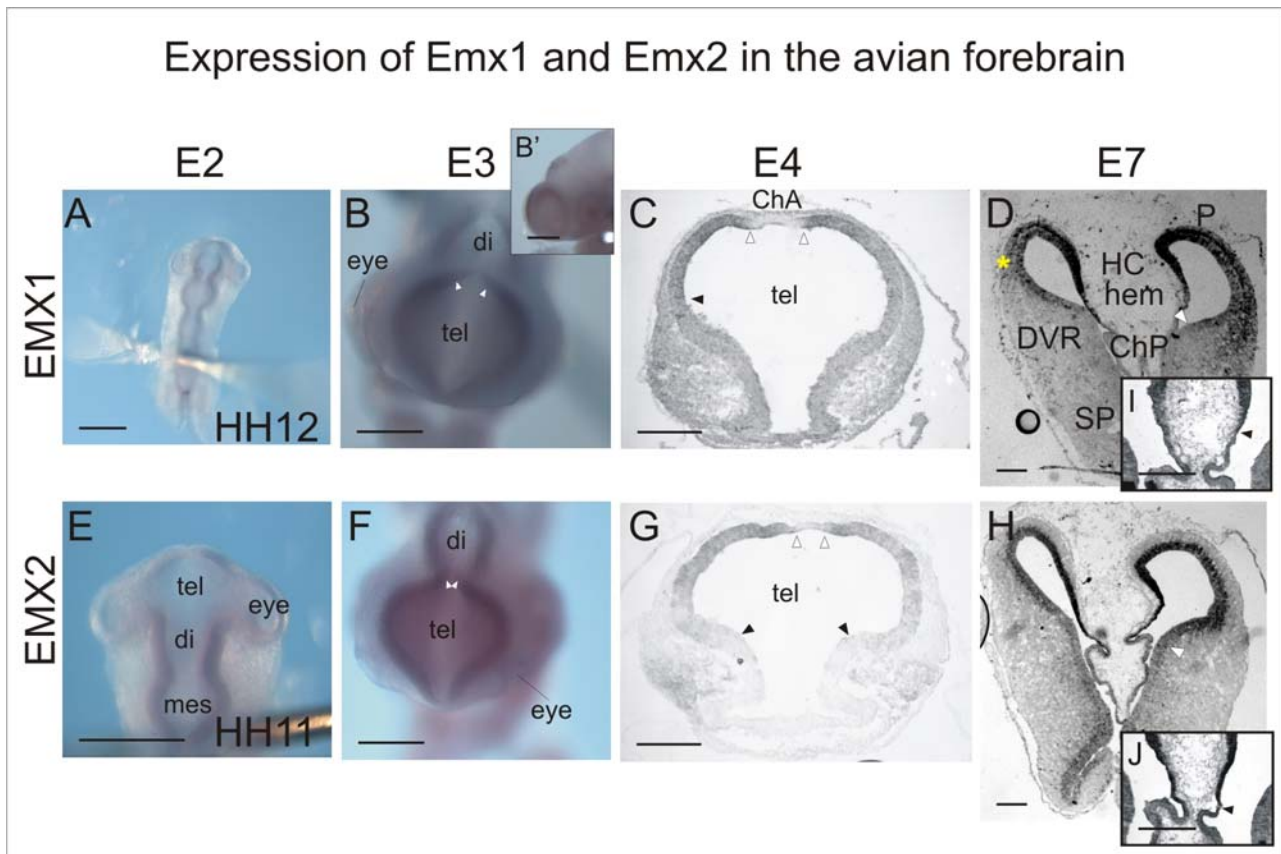 Expression of Emx1 and Emx2 in the avian forebrain
E2
E3
E4
E7
EMX1
A
HH12
B
B’
di
eye
tel
C
ChA
tel
D
P
*
HC
hem
DVR
ChP
SP
I
EMX2
E
tel
eye
di
mes
HH11
F
di
tel
eye
G
tel
H
J